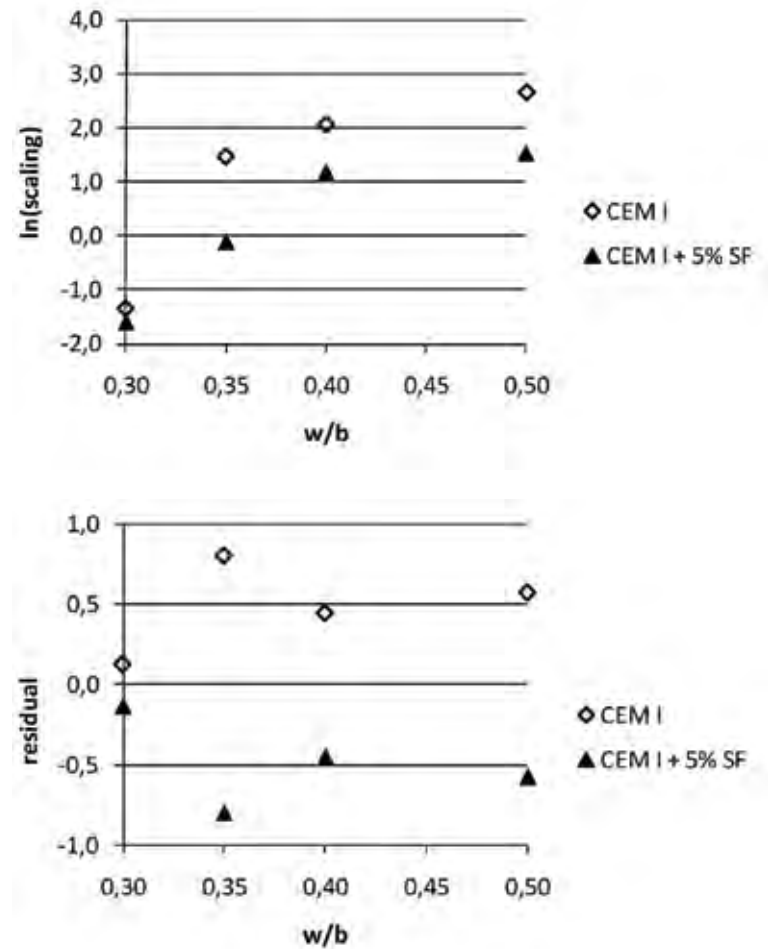 4,0
3,0
2,0
1,0
0,0
-1,0
-2,0
ln(scaling)
0,30 0,35 0,40 0,45 0,50
w/b
CEM I
CEM I + 5% SF
1,0
0,5
0,0
-0,5
-1,0
residual
0,30 0,35 0,40 0,45 0,50
w/b
CEM I
CEM I + 5% SF